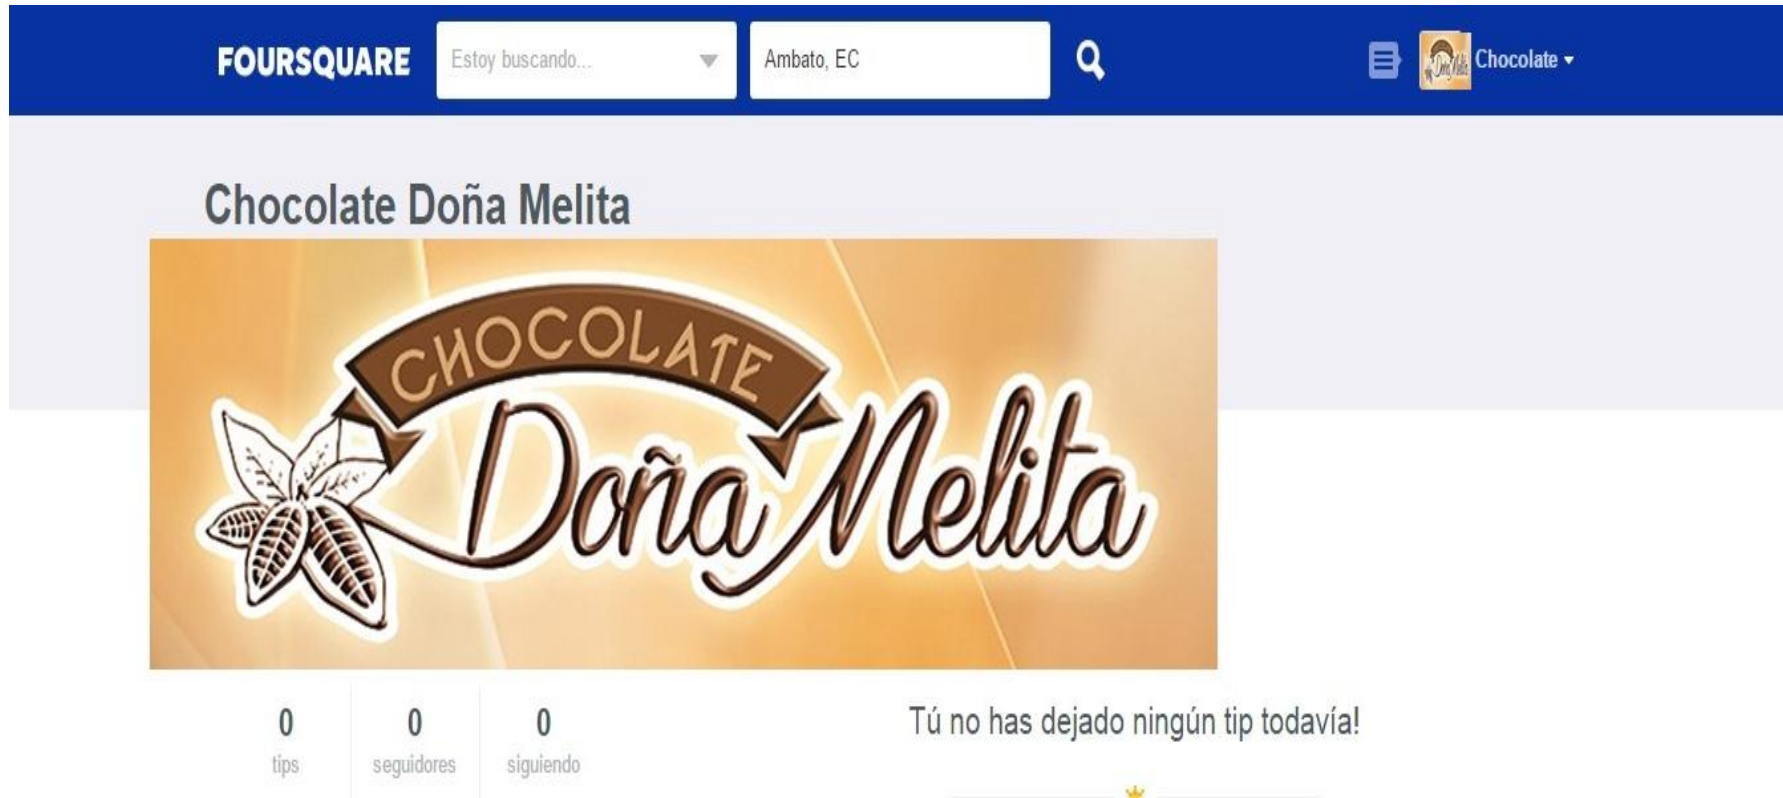 FOURSQUARE Estoy buscando... Ambato, EC Chocolate
Chocolate Doña Melita
CHOCOLATE
Doña Melita
0 0 0
tips seguidores siguiendo
Tú no has dejado ningún tip todavía!